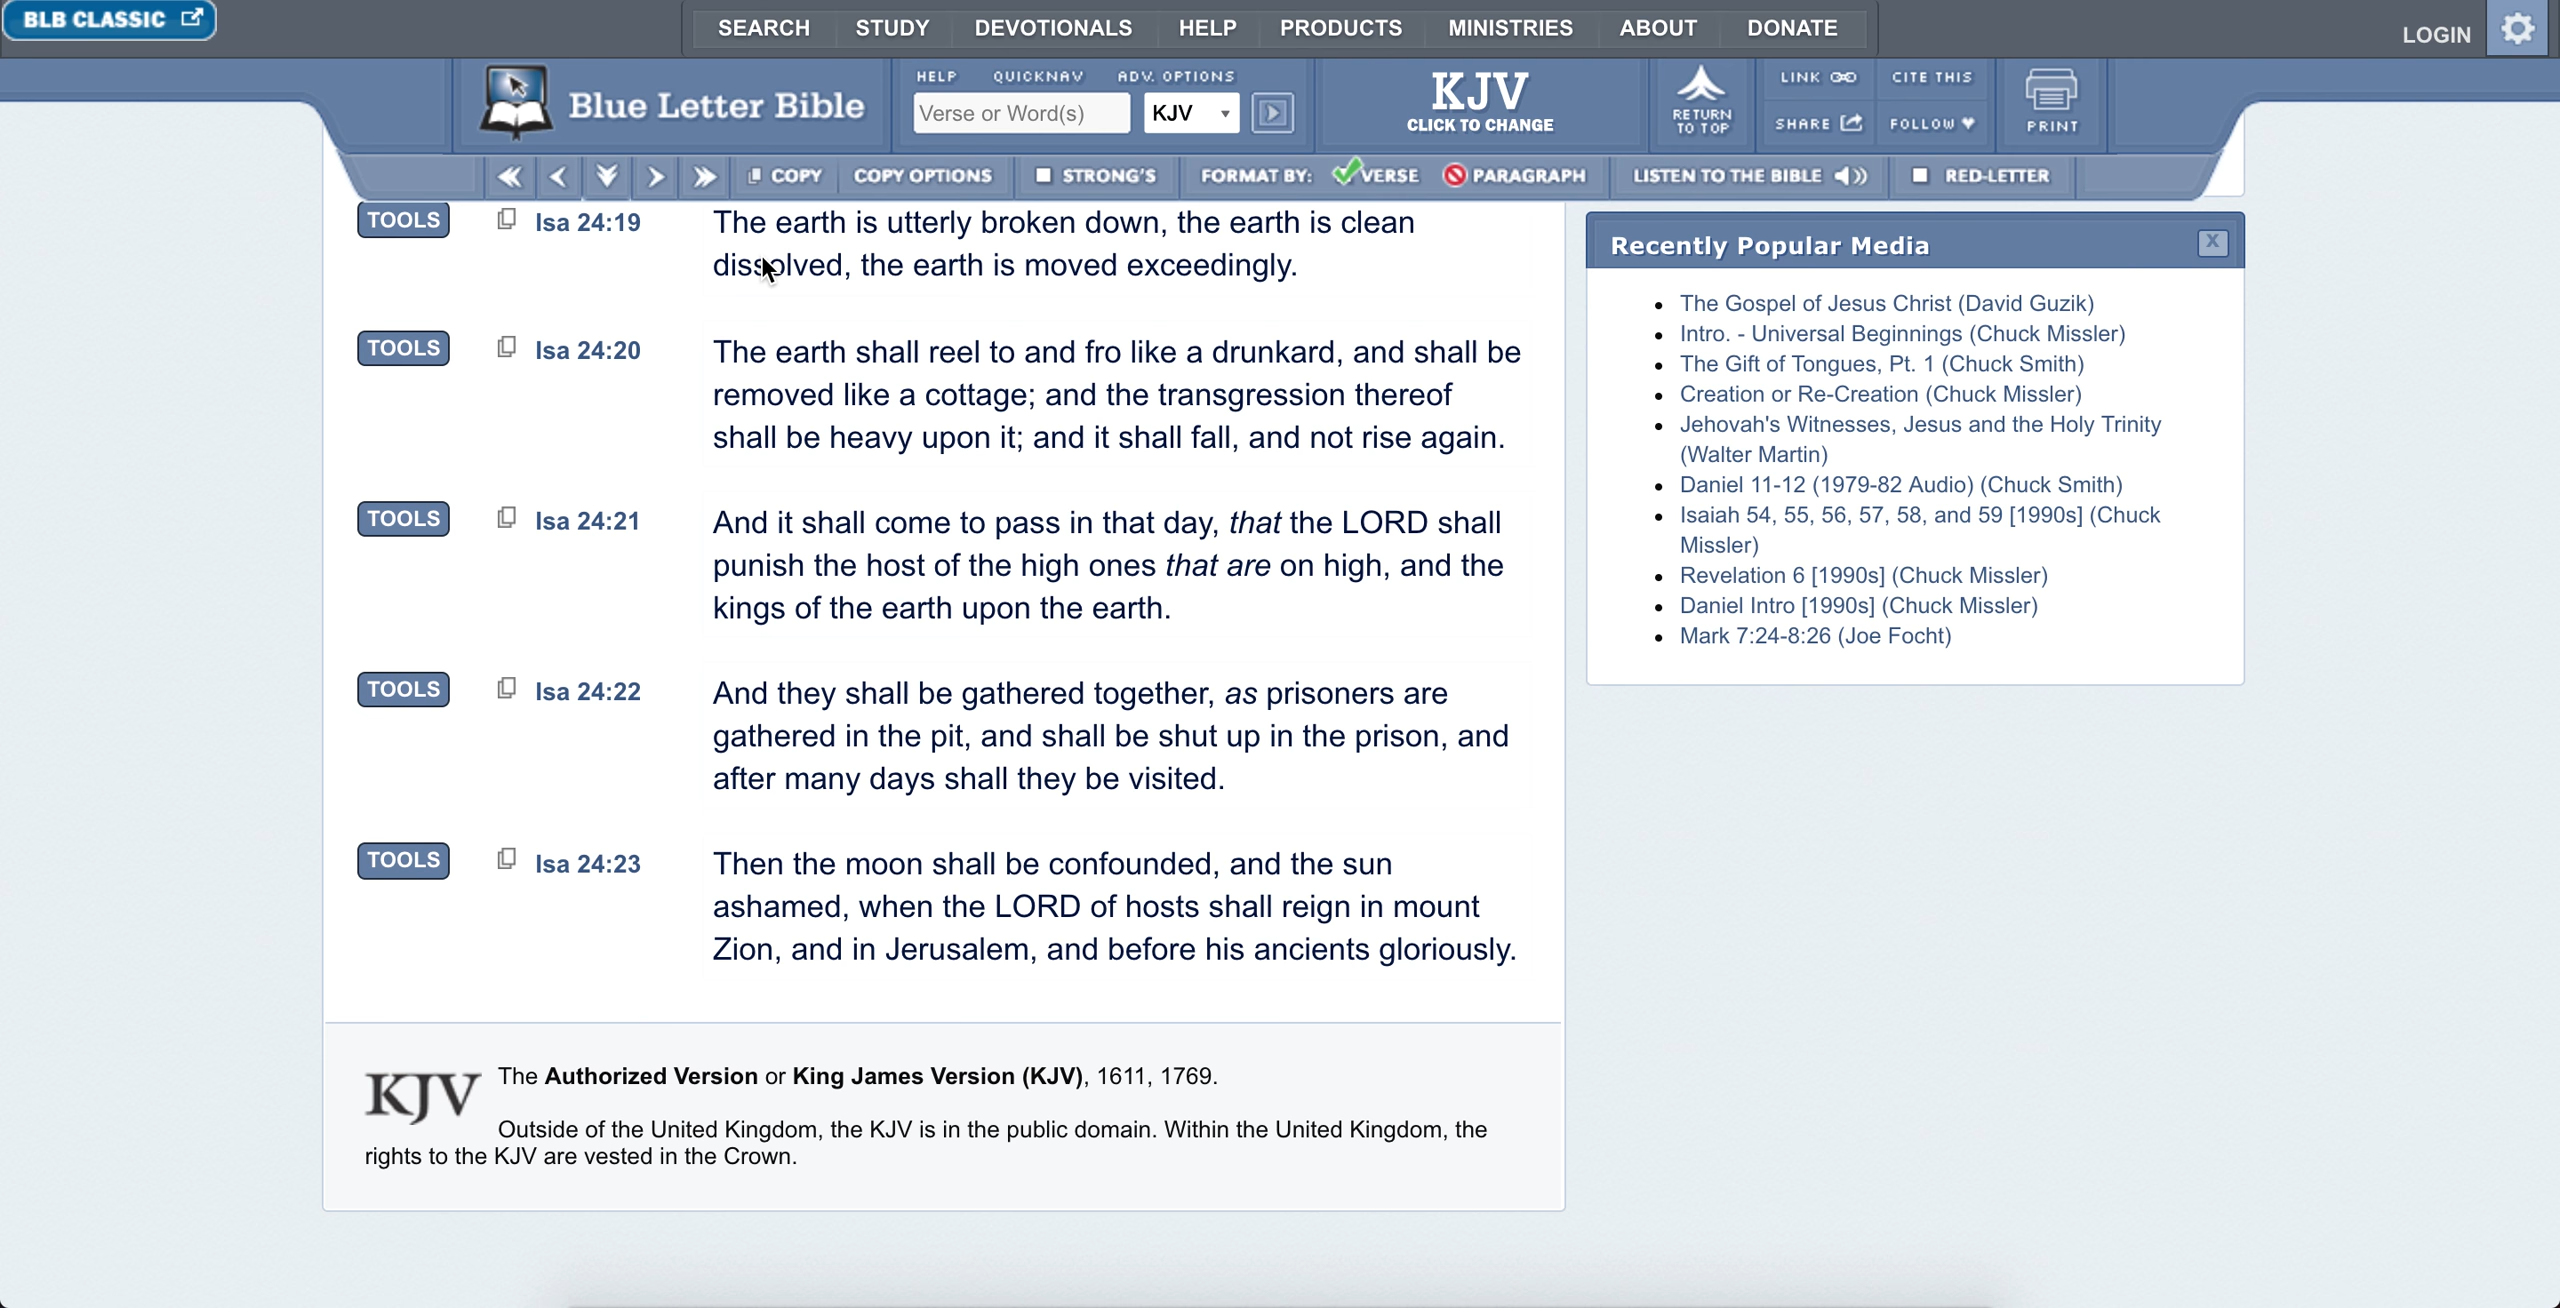 BLB CLASSIC
SEARCH STUDY DEVOTIONALS HELP PRODUCTS MINISTRIES ABOUT DONATE
LOGIN
Blue Letter Bible
HELP QUICKNAV ADV. OPTIONS
Verse or Word(s) KJV
KJV
CLICK TO CHANGE
RETURN
TO TOP
LINK CITE THIS
SHARE FOLLOW
PRINT
COPY COPY OPTIONS STRONG'S FORMAT BY: VERSE PARAGRAPH LISTEN TO THE BIBLE RED-LETTER
TOOLS Isa 24:19 The earth is utterly broken down, the earth is clean
dissolved, the earth is moved exceedingly.
TOOLS Isa 24:20 The earth shall reel to and fro like a drunkard, and shall be
removed like a cottage; and the transgression thereof
shall be heavy upon it; and it shall fall, and not rise again.
TOOLS Isa 24:21 And it shall come to pass in that day, that the LORD shall
punish the host of the high ones that are on high, and the
kings of the earth upon the earth.
TOOLS Isa 24:22 And they shall be gathered together, as prisoners are
gathered in the pit, and shall be shut up in the prison, and
after many days shall they be visited.
TOOLS Isa 24:23 Then the moon shall be confounded, and the sun
ashamed, when the LORD of hosts shall reign in mount
Zion, and in Jerusalem, and before his ancients gloriously.
KJV
The Authorized Version or King James Version (KJV), 1611, 1769.
Outside of the United Kingdom, the KJV is in the public domain. Within the United Kingdom, the
rights to the KJV are vested in the Crown.
Recently Popular Media X
The Gospel of Jesus Christ (David Guzik)
Intro. - Universal Beginnings (Chuck Missler)
The Gift of Tongues, Pt. 1 (Chuck Smith)
Creation or Re-Creation (Chuck Missler)
Jehovah's Witnesses, Jesus and the Holy Trinity
(Walter Martin)
Daniel 11-12 (1979-82 Audio) (Chuck Smith)
Isaiah 54, 55, 56, 57, 58, and 59 [1990s] (Chuck
Missler)
Revelation 6 [1990s] (Chuck Missler)
Daniel Intro [1990s] (Chuck Missler)
Mark 7:24-8:26 (Joe Focht)